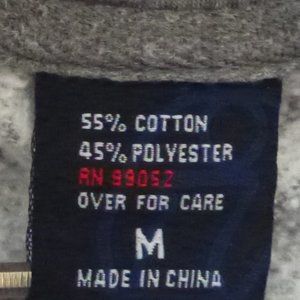 55% COTTON
45% POLYESTER
RN 99052
OVER FOR CARE
M
MADE IN CHINA